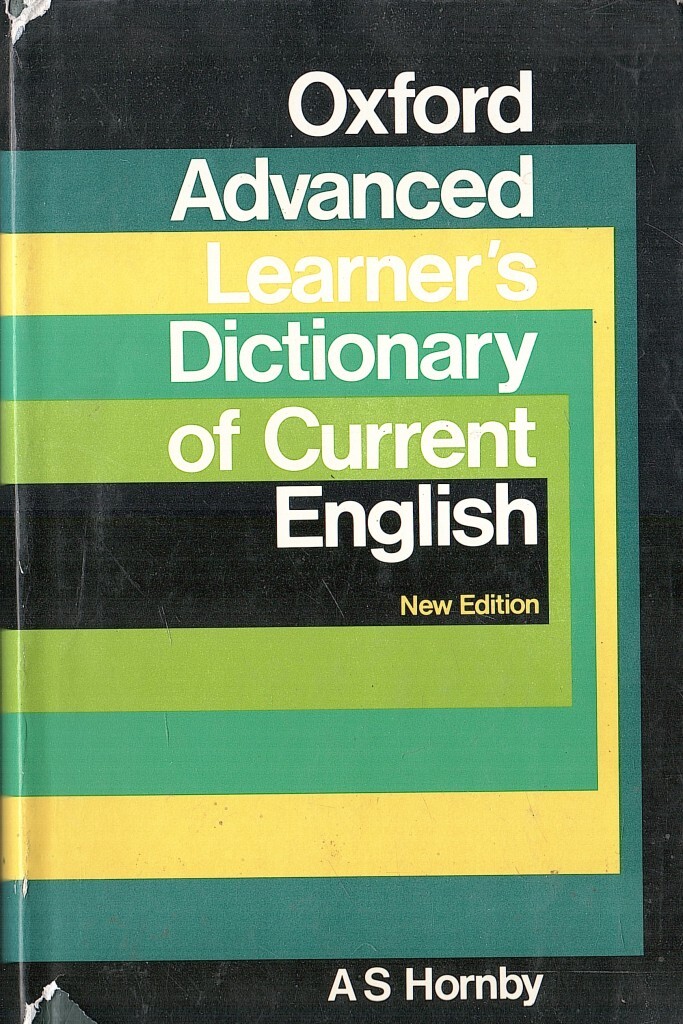 Oxford
Advanced
Learner's
Dictionary
of Current
English
New Edition
A S Hornby